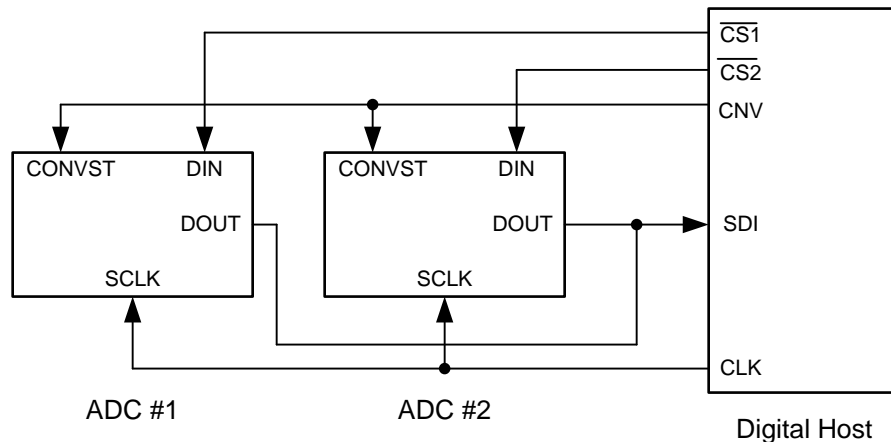 CS1
CS2
CNV
CONVST DIN
CONVST DIN
DOUT
DOUT
SDI
SCLK
SCLK
CLK
ADC #1
ADC #2
Digital Host